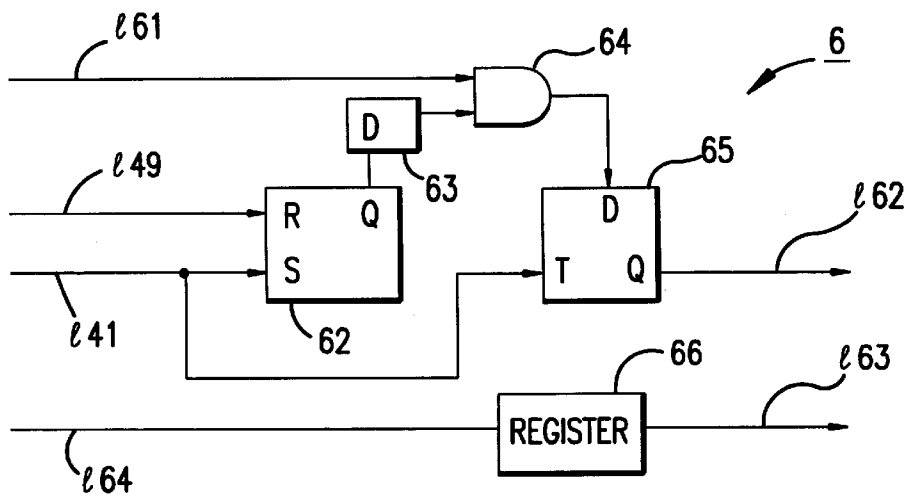 ℓ61
64
6
D
63
65
ℓ49
R Q
D
ℓ62
S
T Q
ℓ41
62
66
ℓ63
REGISTER
ℓ64